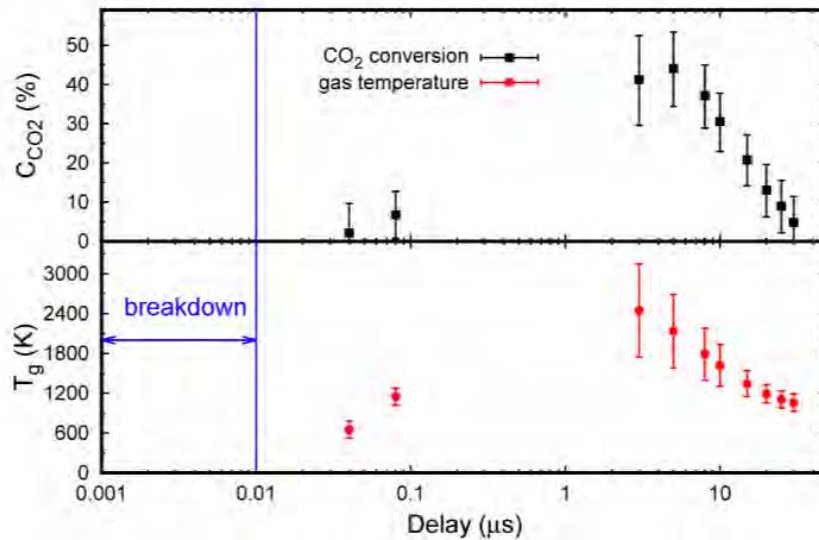 50
40
30
20
10
0
C_CO2 (%)
CO₂ conversion
gas temperature
3000
2400
1800
1200
600
0
T_g (K)
breakdown
0.001 0.01 0.1 1 10
Delay (μs)